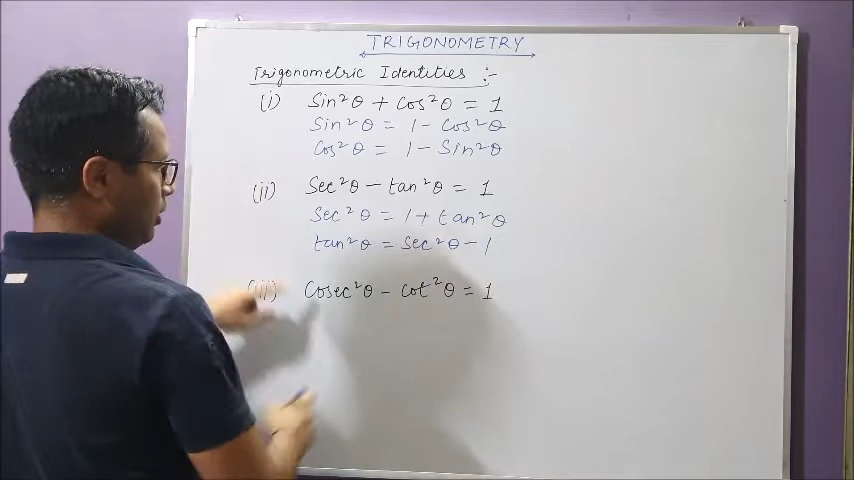 TRIGONOMETRY
Trigonometric Identities :-
(i) Sin²θ + Cos²θ = 1
Sin²θ = 1 - Cos²θ
Cos²θ = 1 - Sin²θ
(ii) Sec²θ - tan²θ = 1
Sec²θ = 1 + tan²θ
tan²θ = Sec²θ - 1
(iii) Cosec²θ - Cot²θ = 1